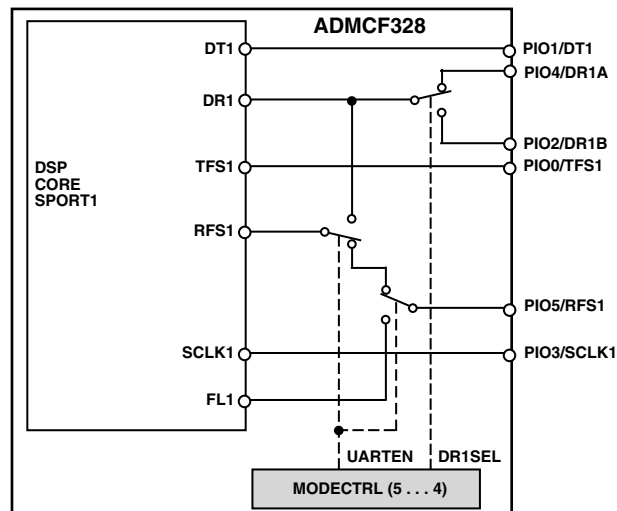 ADMCF328
DT1
PIO1/DT1
PIO4/DR1A
DR1
PIO2/DR1B
DSP
CORE
SPORT1
TFS1
PIO0/TFS1
RFS1
PIO5/RFS1
SCLK1
PIO3/SCLK1
FL1
UARTEN
DR1SEL
MODECTRL (5 . . . 4)